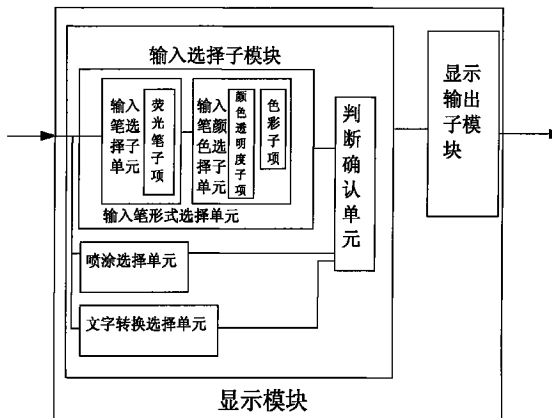 输入选择子模块
输入
笔选
择子
单元
荧
光
笔
子
项
输入
笔颜
色选
择子
单元
颜
色
透
明
度
子
项
色
彩
子
项
输入笔形式选择单元
喷涂选择单元
文字转换选择单元
判
断
确
认
单
元
显示
输出
子模
块
显示模块